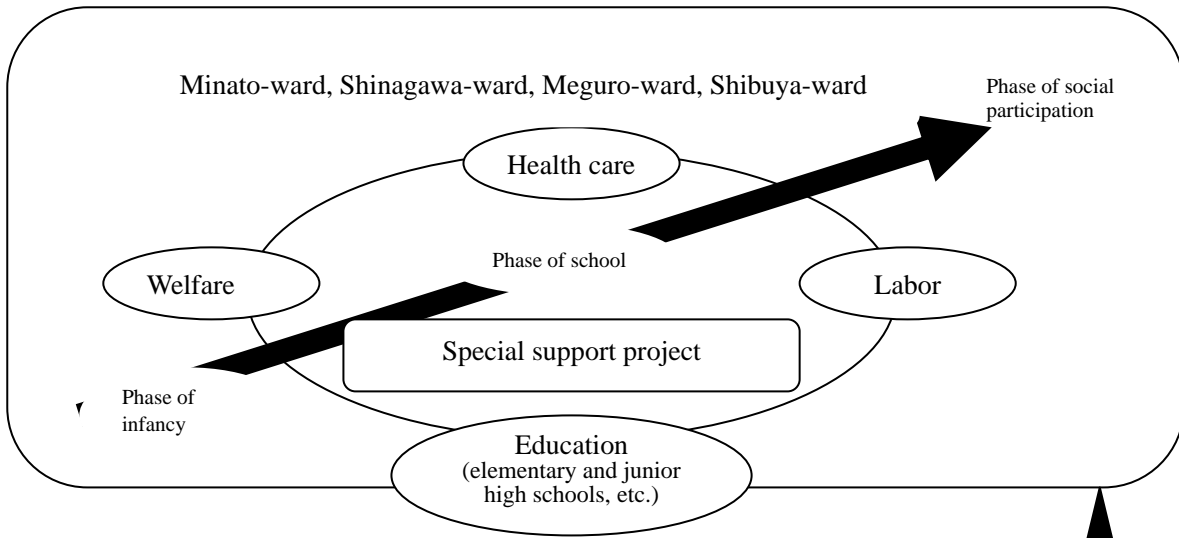 Minato-ward, Shinagawa-ward, Meguro-ward, Shibuya-ward
Phase of social
participation
Health care
Phase of school
Welfare
Labor
Special support project
Phase of
infancy
Education
(elementary and junior
high schools, etc.)